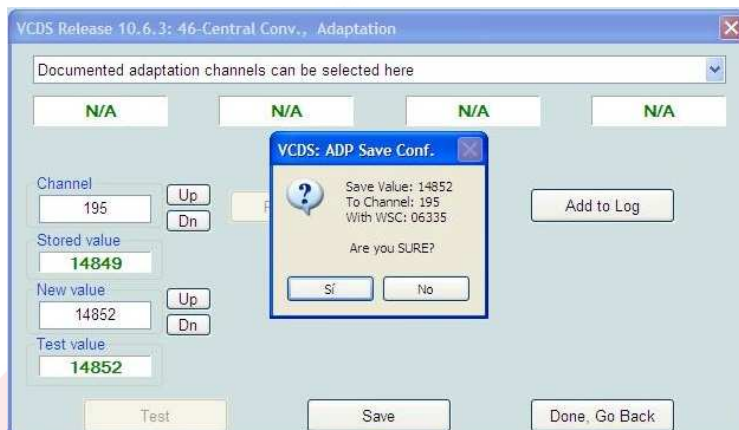 VCDS Release 10.6.3: 46-Central Conv., Adaptation
Documented adaptation channels can be selected here
N/A N/A N/A N/A
VCDS: ADP Save Conf.
Save Value: 14852
To Channel: 195
With WSC: 06335
Are you SURE?
Sí No
Channel
195 Up
Dn
Add to Log
Stored value
14849
New value
14852 Up
Dn
Test value
14852
Test Save Done, Go Back